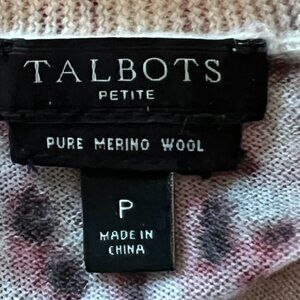 TALBOTS
PETITE
PURE MERINO WOOL
P
MADE IN
CHINA